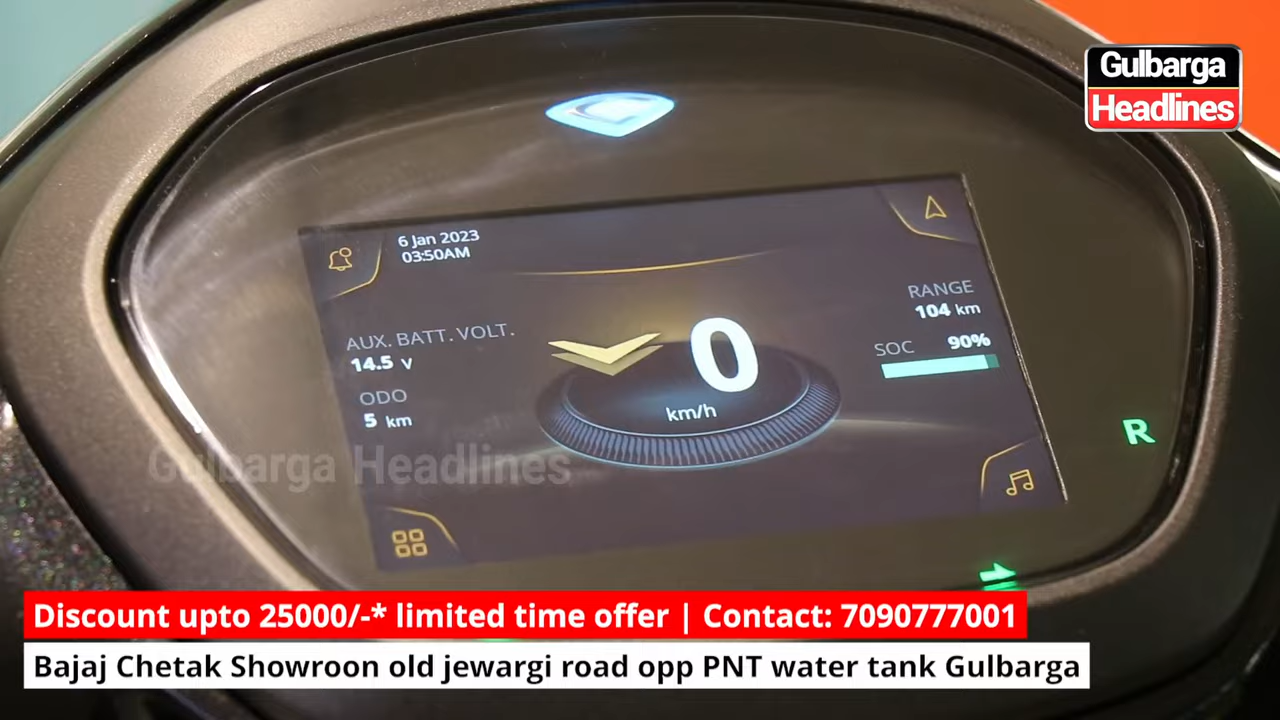 Gulbarga
Headlines
6 Jan 2023
03:50AM
AUX. BATT. VOLT.
14.5 V
ODO
5 km
0
km/h
RANGE
104 km
SOC 90%
R
Gulbarga Headlines
Discount upto 25000/-* limited time offer | Contact: 7090777001
Bajaj Chetak Showroon old jewargi road opp PNT water tank Gulbarga